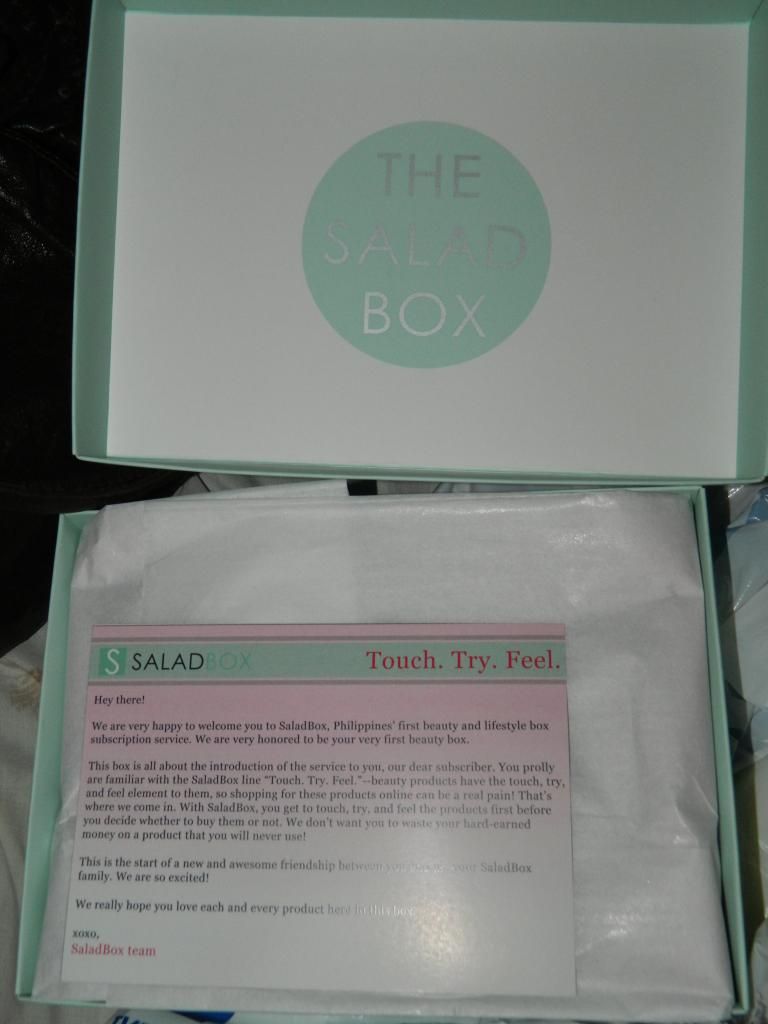 THE
SALAD
BOX
S SALADBOX Touch. Try. Feel.
Hey there!
We are very happy to welcome you to SaladBox, Philippines' first beauty and lifestyle box
subscription service. We are very honored to be your very first beauty box.
This box is all about the introduction of the service to you, our dear subscriber. You prolly
are familiar with the SaladBox line "Touch. Try. Feel."--beauty products have the touch, try,
and feel element to them, so shopping for these products online can be a real pain! That's
where we come in. With SaladBox, you get to touch, try, and feel the products first before
you decide whether to buy them or not. We don't want you to waste your hard-earned
money on a product that you will never use!
This is the start of a new and awesome friendship between you your SaladBox
family. We are so excited!
We really hope you love each and every product here in this box.
xoxo,
SaladBox team